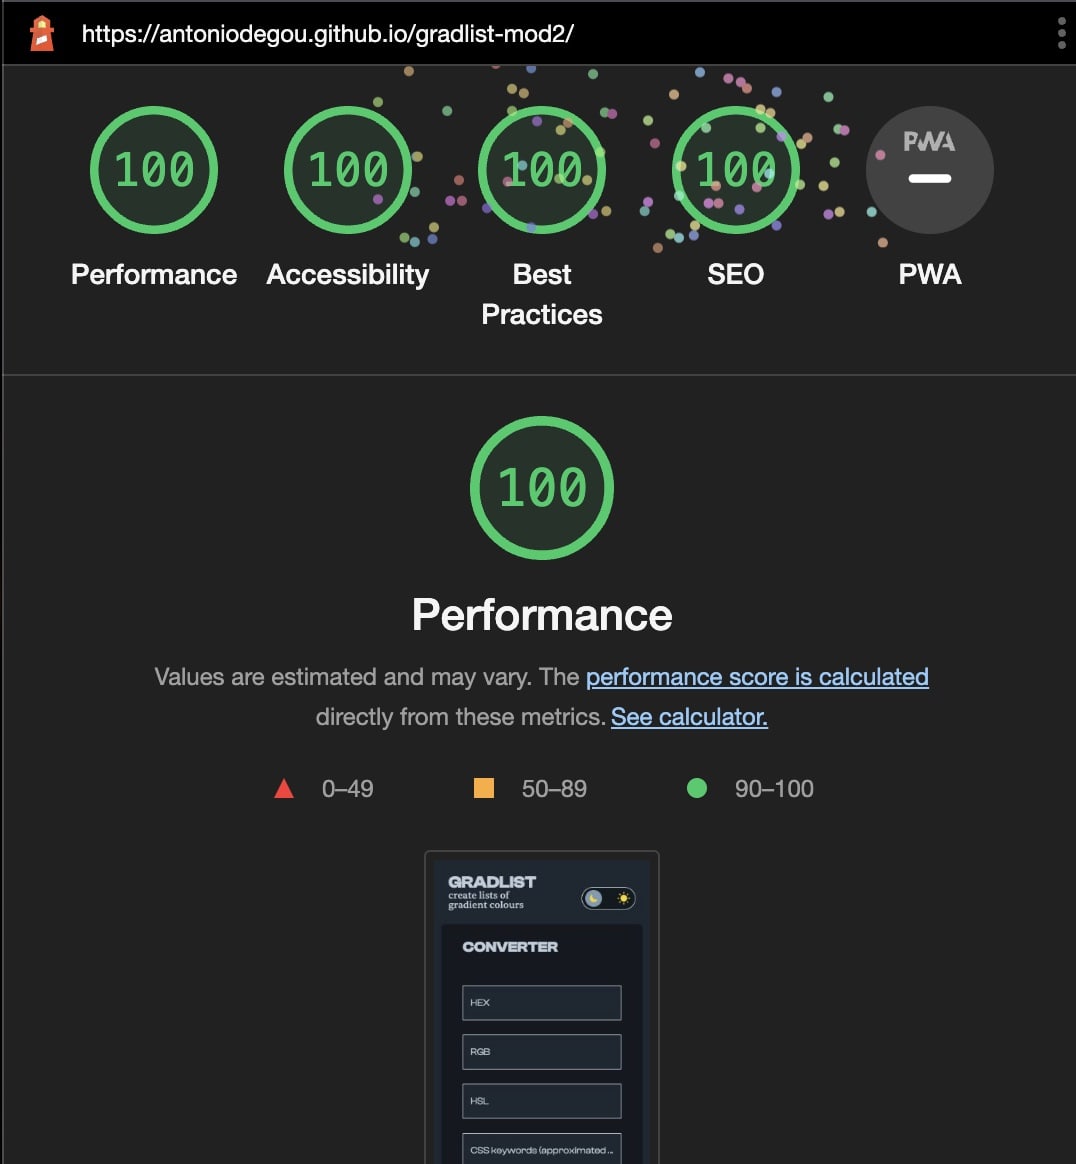 https://antoniodegou.github.io/gradlist-mod2/
100
100
100
100
PWA
Performance
Accessibility
Best
Practices
SEO
PWA
100
Performance
Values are estimated and may vary. The performance score is calculated
directly from these metrics. See calculator.
0–49
50–89
90–100
GRADLIST
create lists of
gradient colours
CONVERTER
HEX
RGB
HSL
CSS keywords (approximated ...